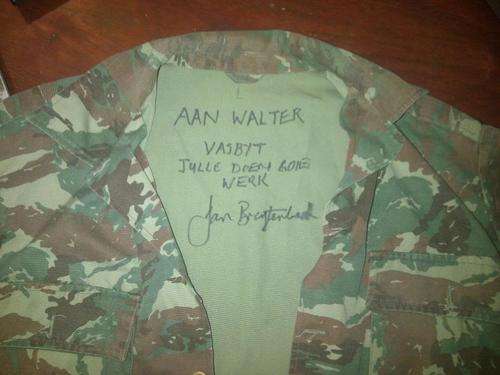 L
AAN WALTER
VASBYT
JULLE DOEN GOEIE
WERK
Jan Breytenbach